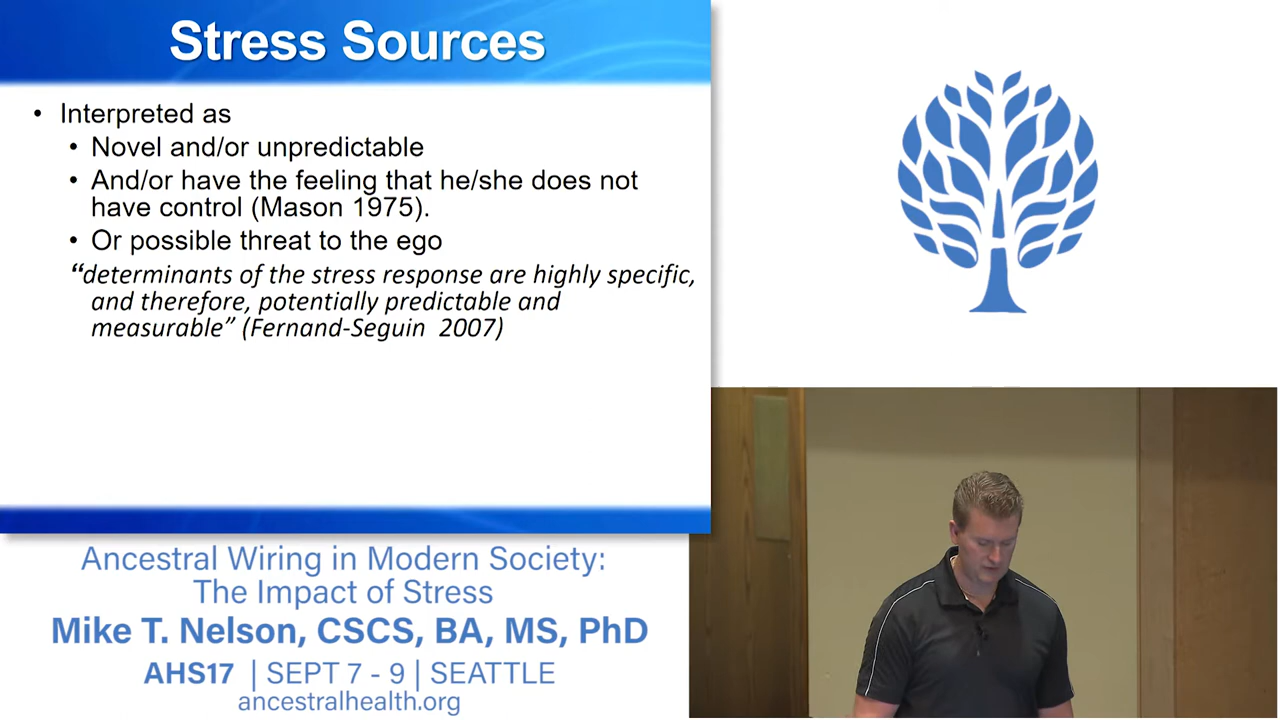 Stress Sources
• Interpreted as
• Novel and/or unpredictable
• And/or have the feeling that he/she does not
have control (Mason 1975).
• Or possible threat to the ego
“determinants of the stress response are highly specific,
and therefore, potentially predictable and
measurable” (Fernand-Seguin 2007)
Ancestral Wiring in Modern Society:
The Impact of Stress
Mike T. Nelson, CSCS, BA, MS, PhD
AHS17 | SEPT 7 - 9 | SEATTLE
ancestralhealth.org